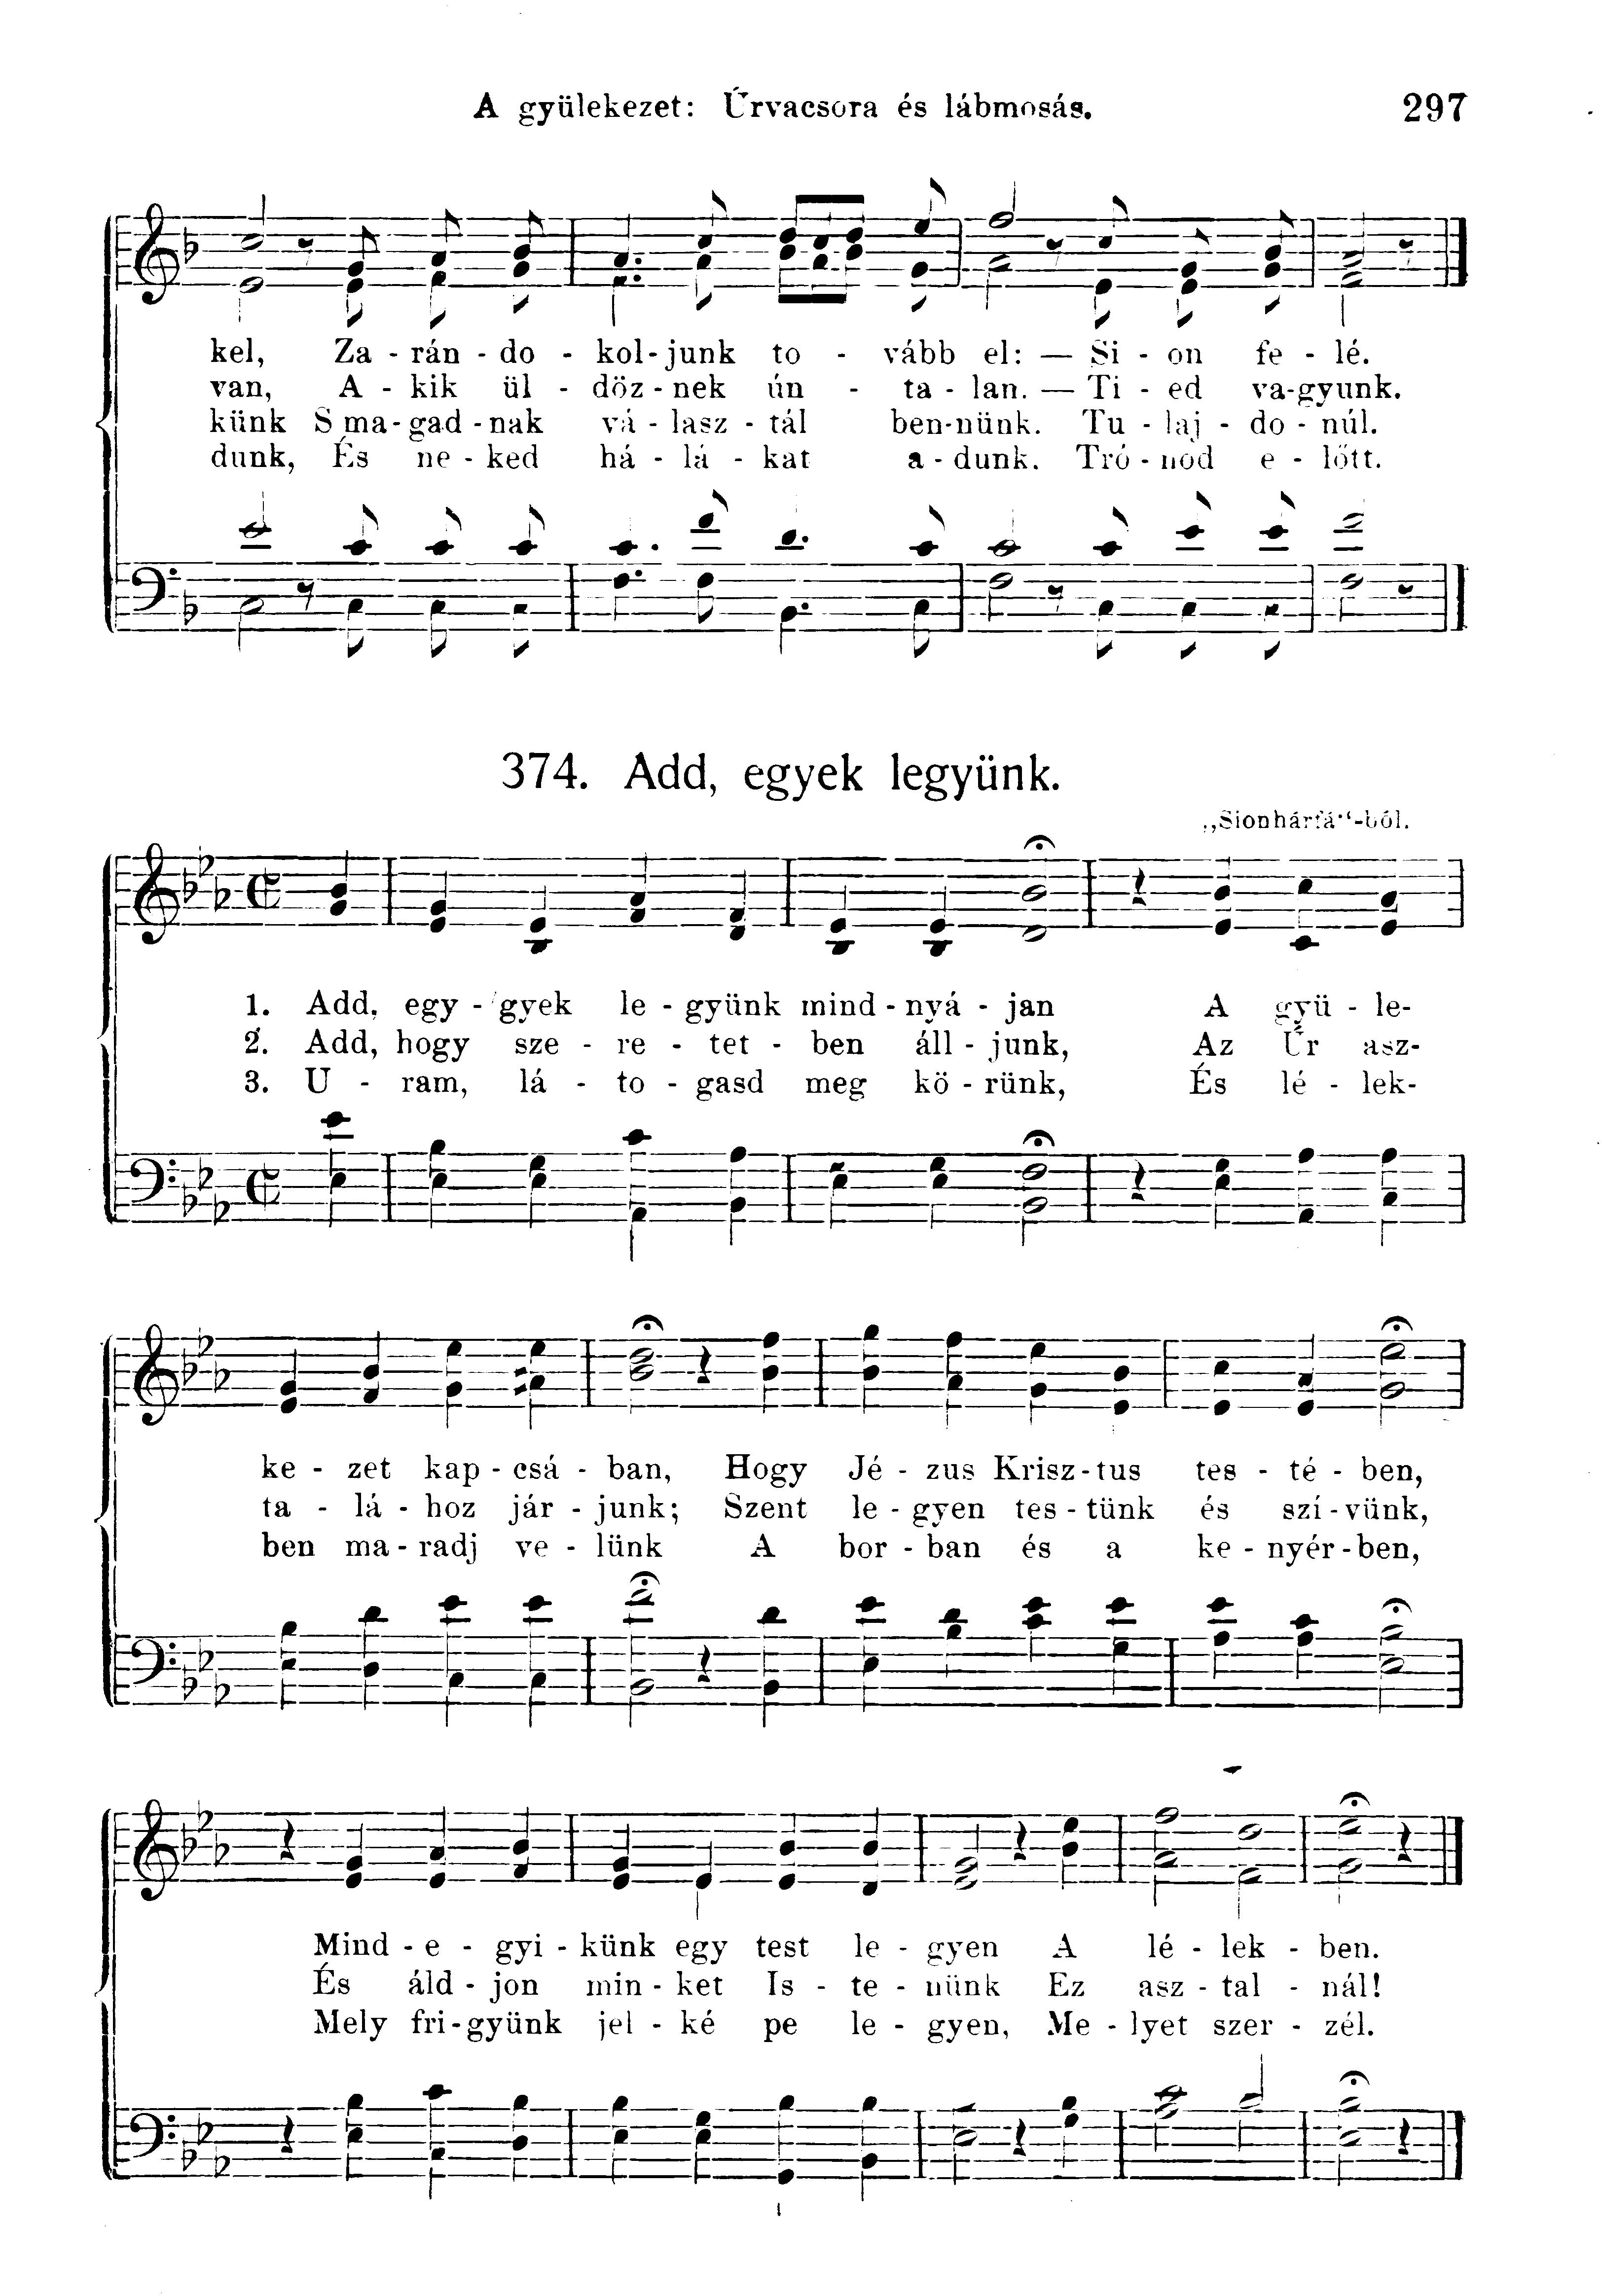 A gyülekezet: Úrvacsora és lábmosás. 297
kel, Za - rán - do - kol - junk to - vább el: — Si - on fe - lé.
van, A - kik ül - döz - nek ún - ta - lan. — Ti - ed va-gyunk.
künk S ma - gad - nak vá - lasz - tál ben-nünk. Tu - laj - do - núl.
dunk, És ne - ked há - lá - kat a - dunk. Tró - nod e - lőtt.
374. Add, egyek legyünk.
„Sionhárfá“-ból.
1. Add, egy - gyek le - gyünk mind - nyá - jan A gyü - le-
2. Add, hogy sze - re - tet - ben áll - junk, Az Úr asz-
3. U - ram, lá - to - gasd meg kö - rünk, És lé - lek-
ke - zet kap - csá - ban, Hogy Jé - zus Krisz - tus tes - té - ben,
ta - lá - hoz jár - junk; Szent le - gyen tes - tünk és szí - vünk,
ben ma - radj ve - lünk A bor - ban és a ke - nyér - ben,
Mind - e - gyi - künk egy test le - gyen A lé - lek - ben.
És áld - jon min - ket Is - te - nünk Ez asz - tal - nál!
Mely fri - gyünk jel - ké pe le - gyen, Me - lyet szer - zél.